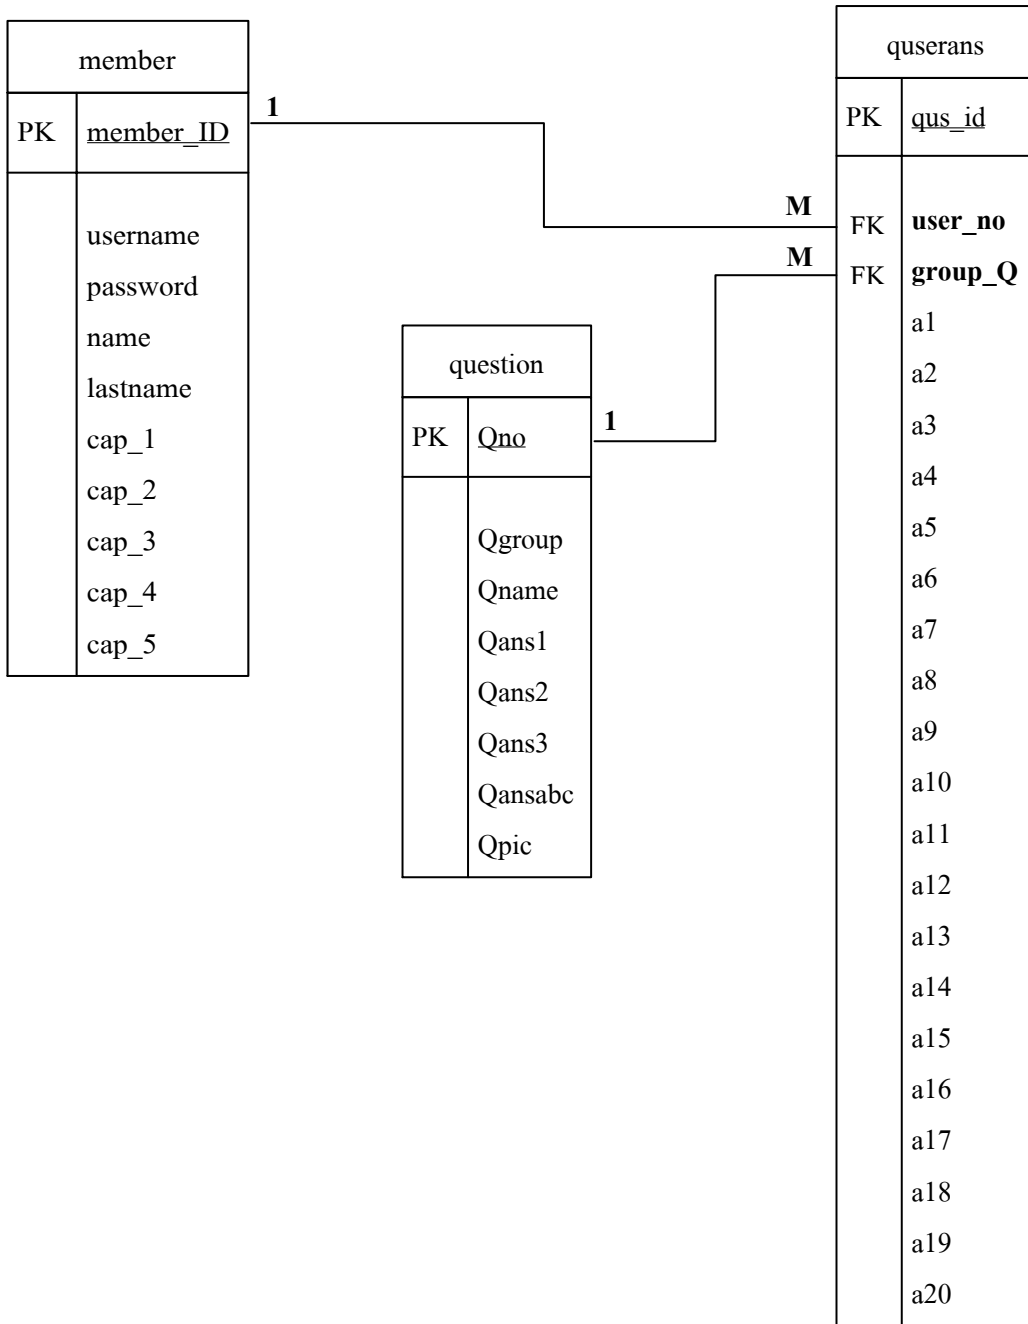 member
PK member_ID
username
password
name
lastname
cap_1
cap_2
cap_3
cap_4
cap_5
1
M
M
1
question
PK Qno
Qgroup
Qname
Qans1
Qans2
Qans3
Qansabc
Qpic
quserans
PK qus_id
FK user_no
FK group_Q
a1
a2
a3
a4
a5
a6
a7
a8
a9
a10
a11
a12
a13
a14
a15
a16
a17
a18
a19
a20